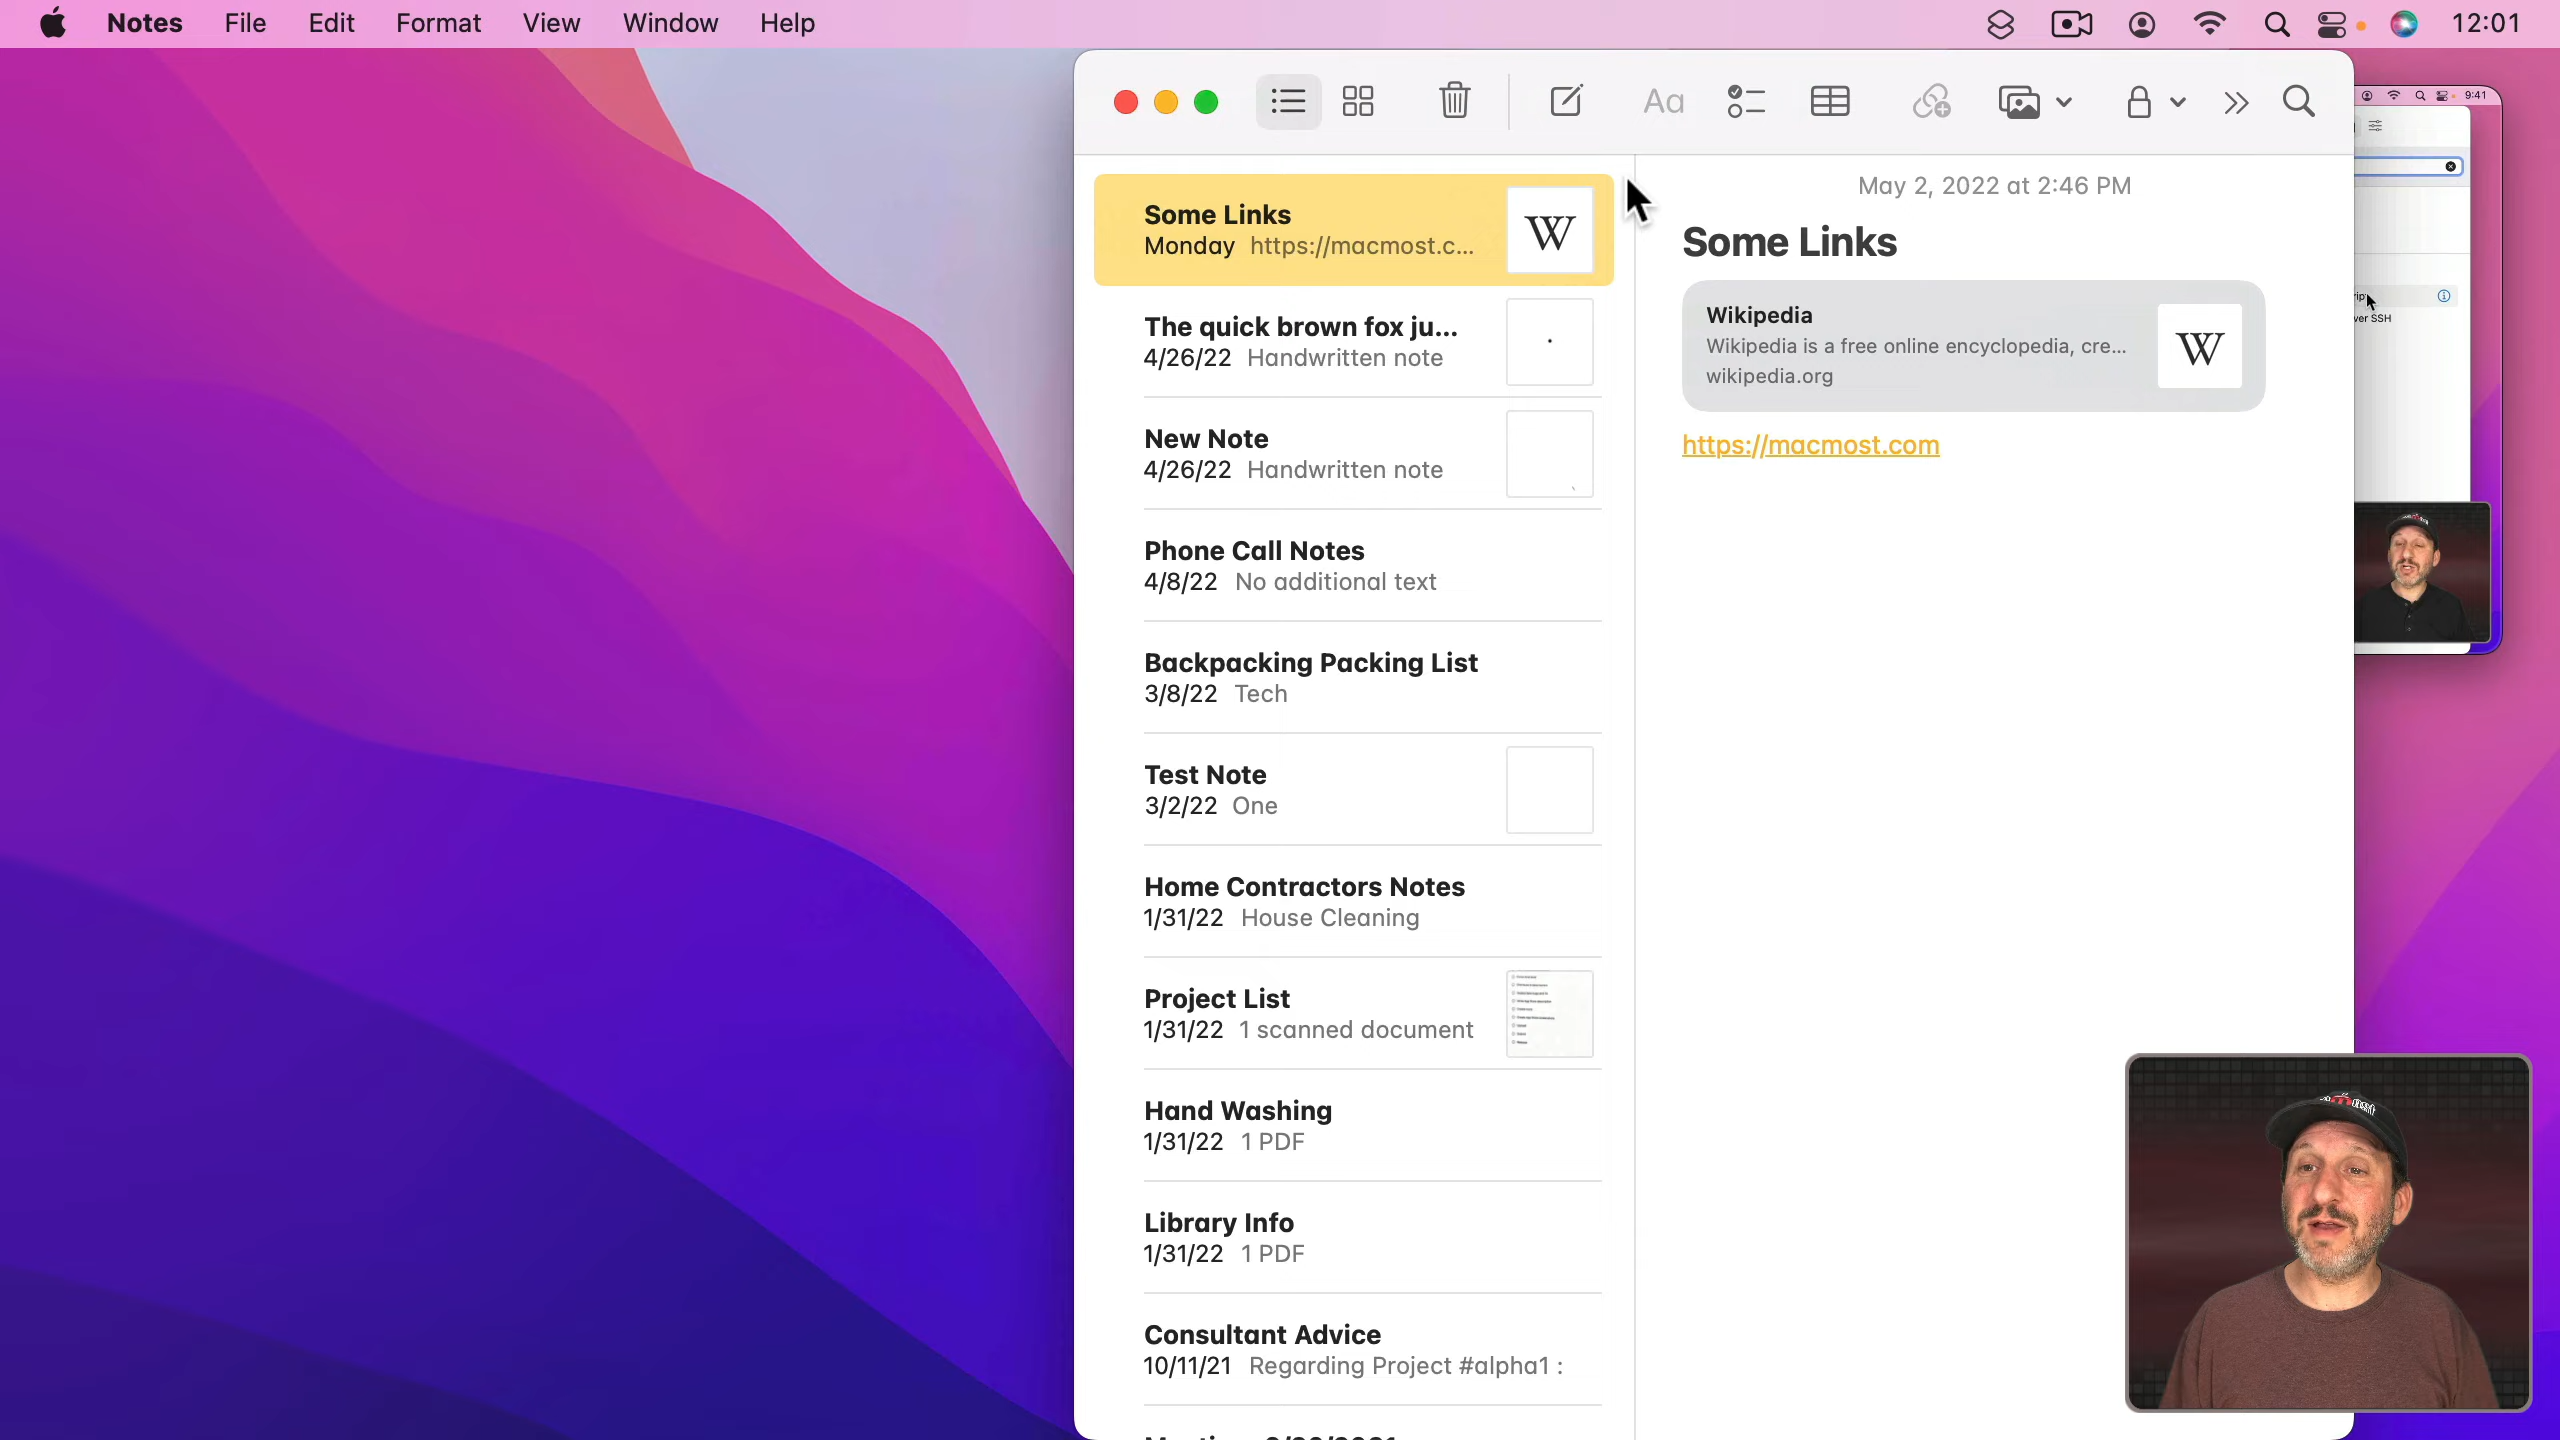 Notes File Edit Format View Window Help 12:01
9:41
Aa
Some Links
Monday https://macmost.c...
W
The quick brown fox ju...
4/26/22 Handwritten note
New Note
4/26/22 Handwritten note
Phone Call Notes
4/8/22 No additional text
Backpacking Packing List
3/8/22 Tech
Test Note
3/2/22 One
Home Contractors Notes
1/31/22 House Cleaning
Project List
1/31/22 1 scanned document
Hand Washing
1/31/22 1 PDF
Library Info
1/31/22 1 PDF
Consultant Advice
10/11/21 Regarding Project #alpha1 :
May 2, 2022 at 2:46 PM
Some Links
Wikipedia
Wikipedia is a free online encyclopedia, cre...
wikipedia.org
W
https://macmost.com
ver SSH